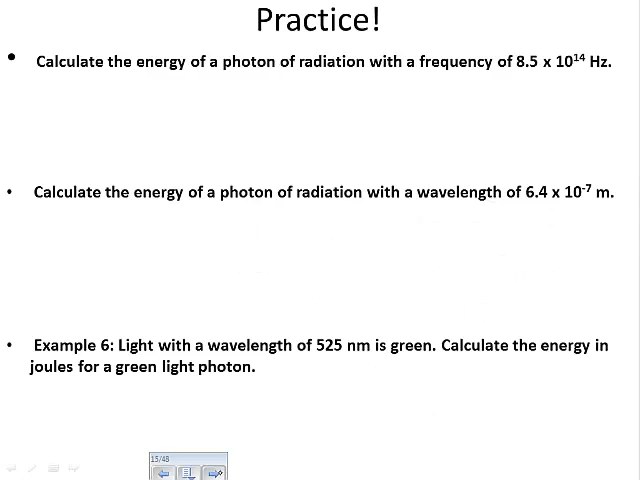 Practice!
• Calculate the energy of a photon of radiation with a frequency of 8.5 x 10¹⁴ Hz.
• Calculate the energy of a photon of radiation with a wavelength of 6.4 x 10⁻⁷ m.
• Example 6: Light with a wavelength of 525 nm is green. Calculate the energy in
joules for a green light photon.
15/48